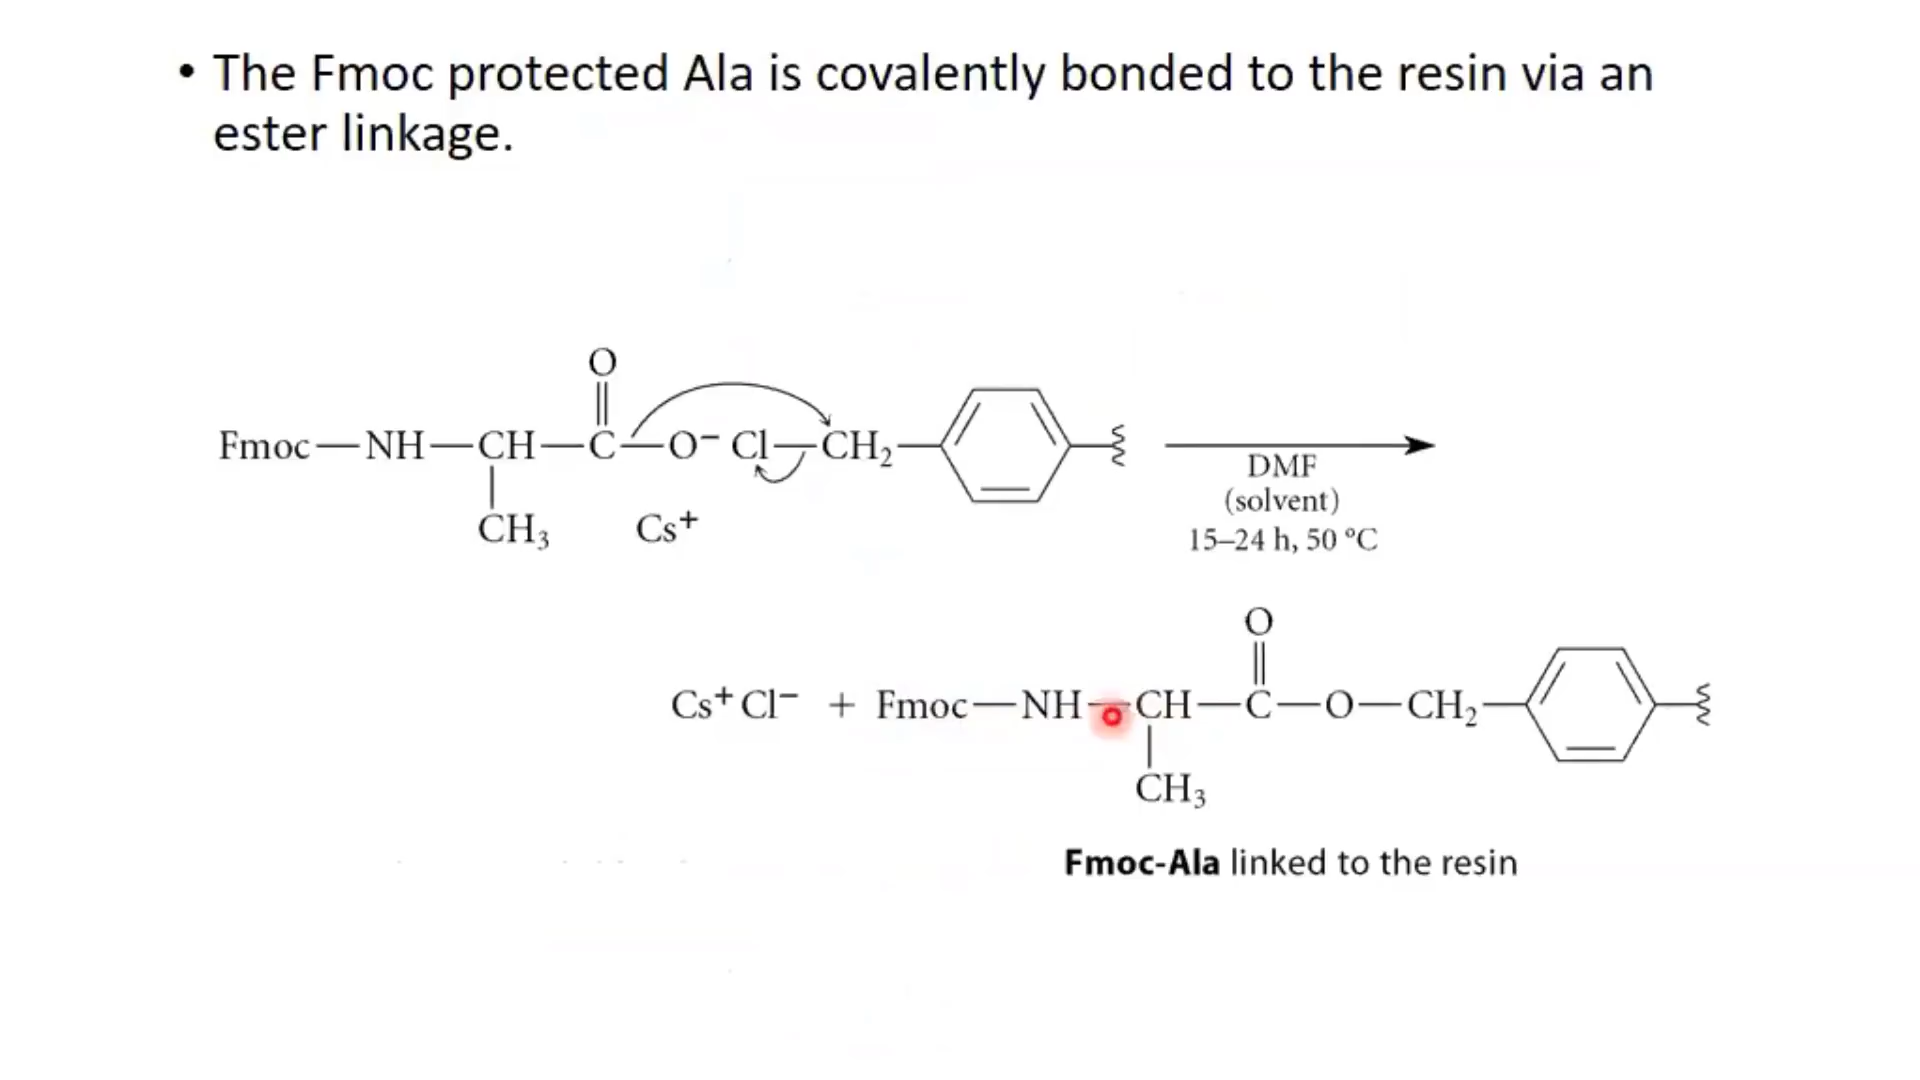 • The Fmoc protected Ala is covalently bonded to the resin via an
ester linkage.
O
Fmoc—NH—CH—C—O⁻ Cl—CH₂
CH₃ Cs⁺
DMF
(solvent)
15–24 h, 50 °C
O
Cs⁺Cl⁻ + Fmoc—NH—CH—C—O—CH₂
CH₃
Fmoc-Ala linked to the resin